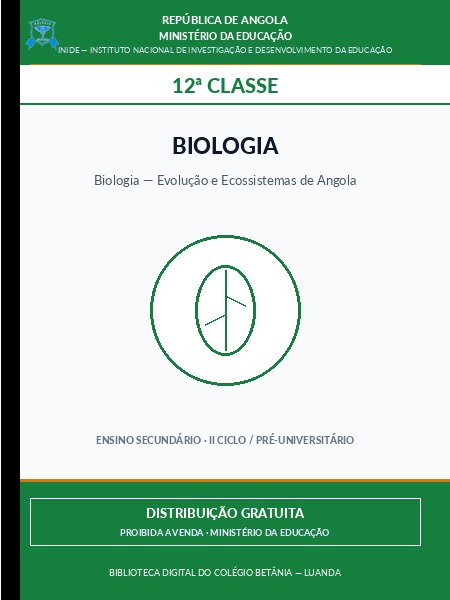 REPÚBLICA DE ANGOLA
MINISTÉRIO DA EDUCAÇÃO
INIDE — INSTITUTO NACIONAL DE INVESTIGAÇÃO E DESENVOLVIMENTO DA EDUCAÇÃO
12ª CLASSE
BIOLOGIA
Biologia — Evolução e Ecossistemas de Angola
ENSINO SECUNDÁRIO · II CICLO / PRÉ-UNIVERSITÁRIO
DISTRIBUIÇÃO GRATUITA
PROIBIDA A VENDA · MINISTÉRIO DA EDUCAÇÃO
BIBLIOTECA DIGITAL DO COLÉGIO BETÂNIA — LUANDA